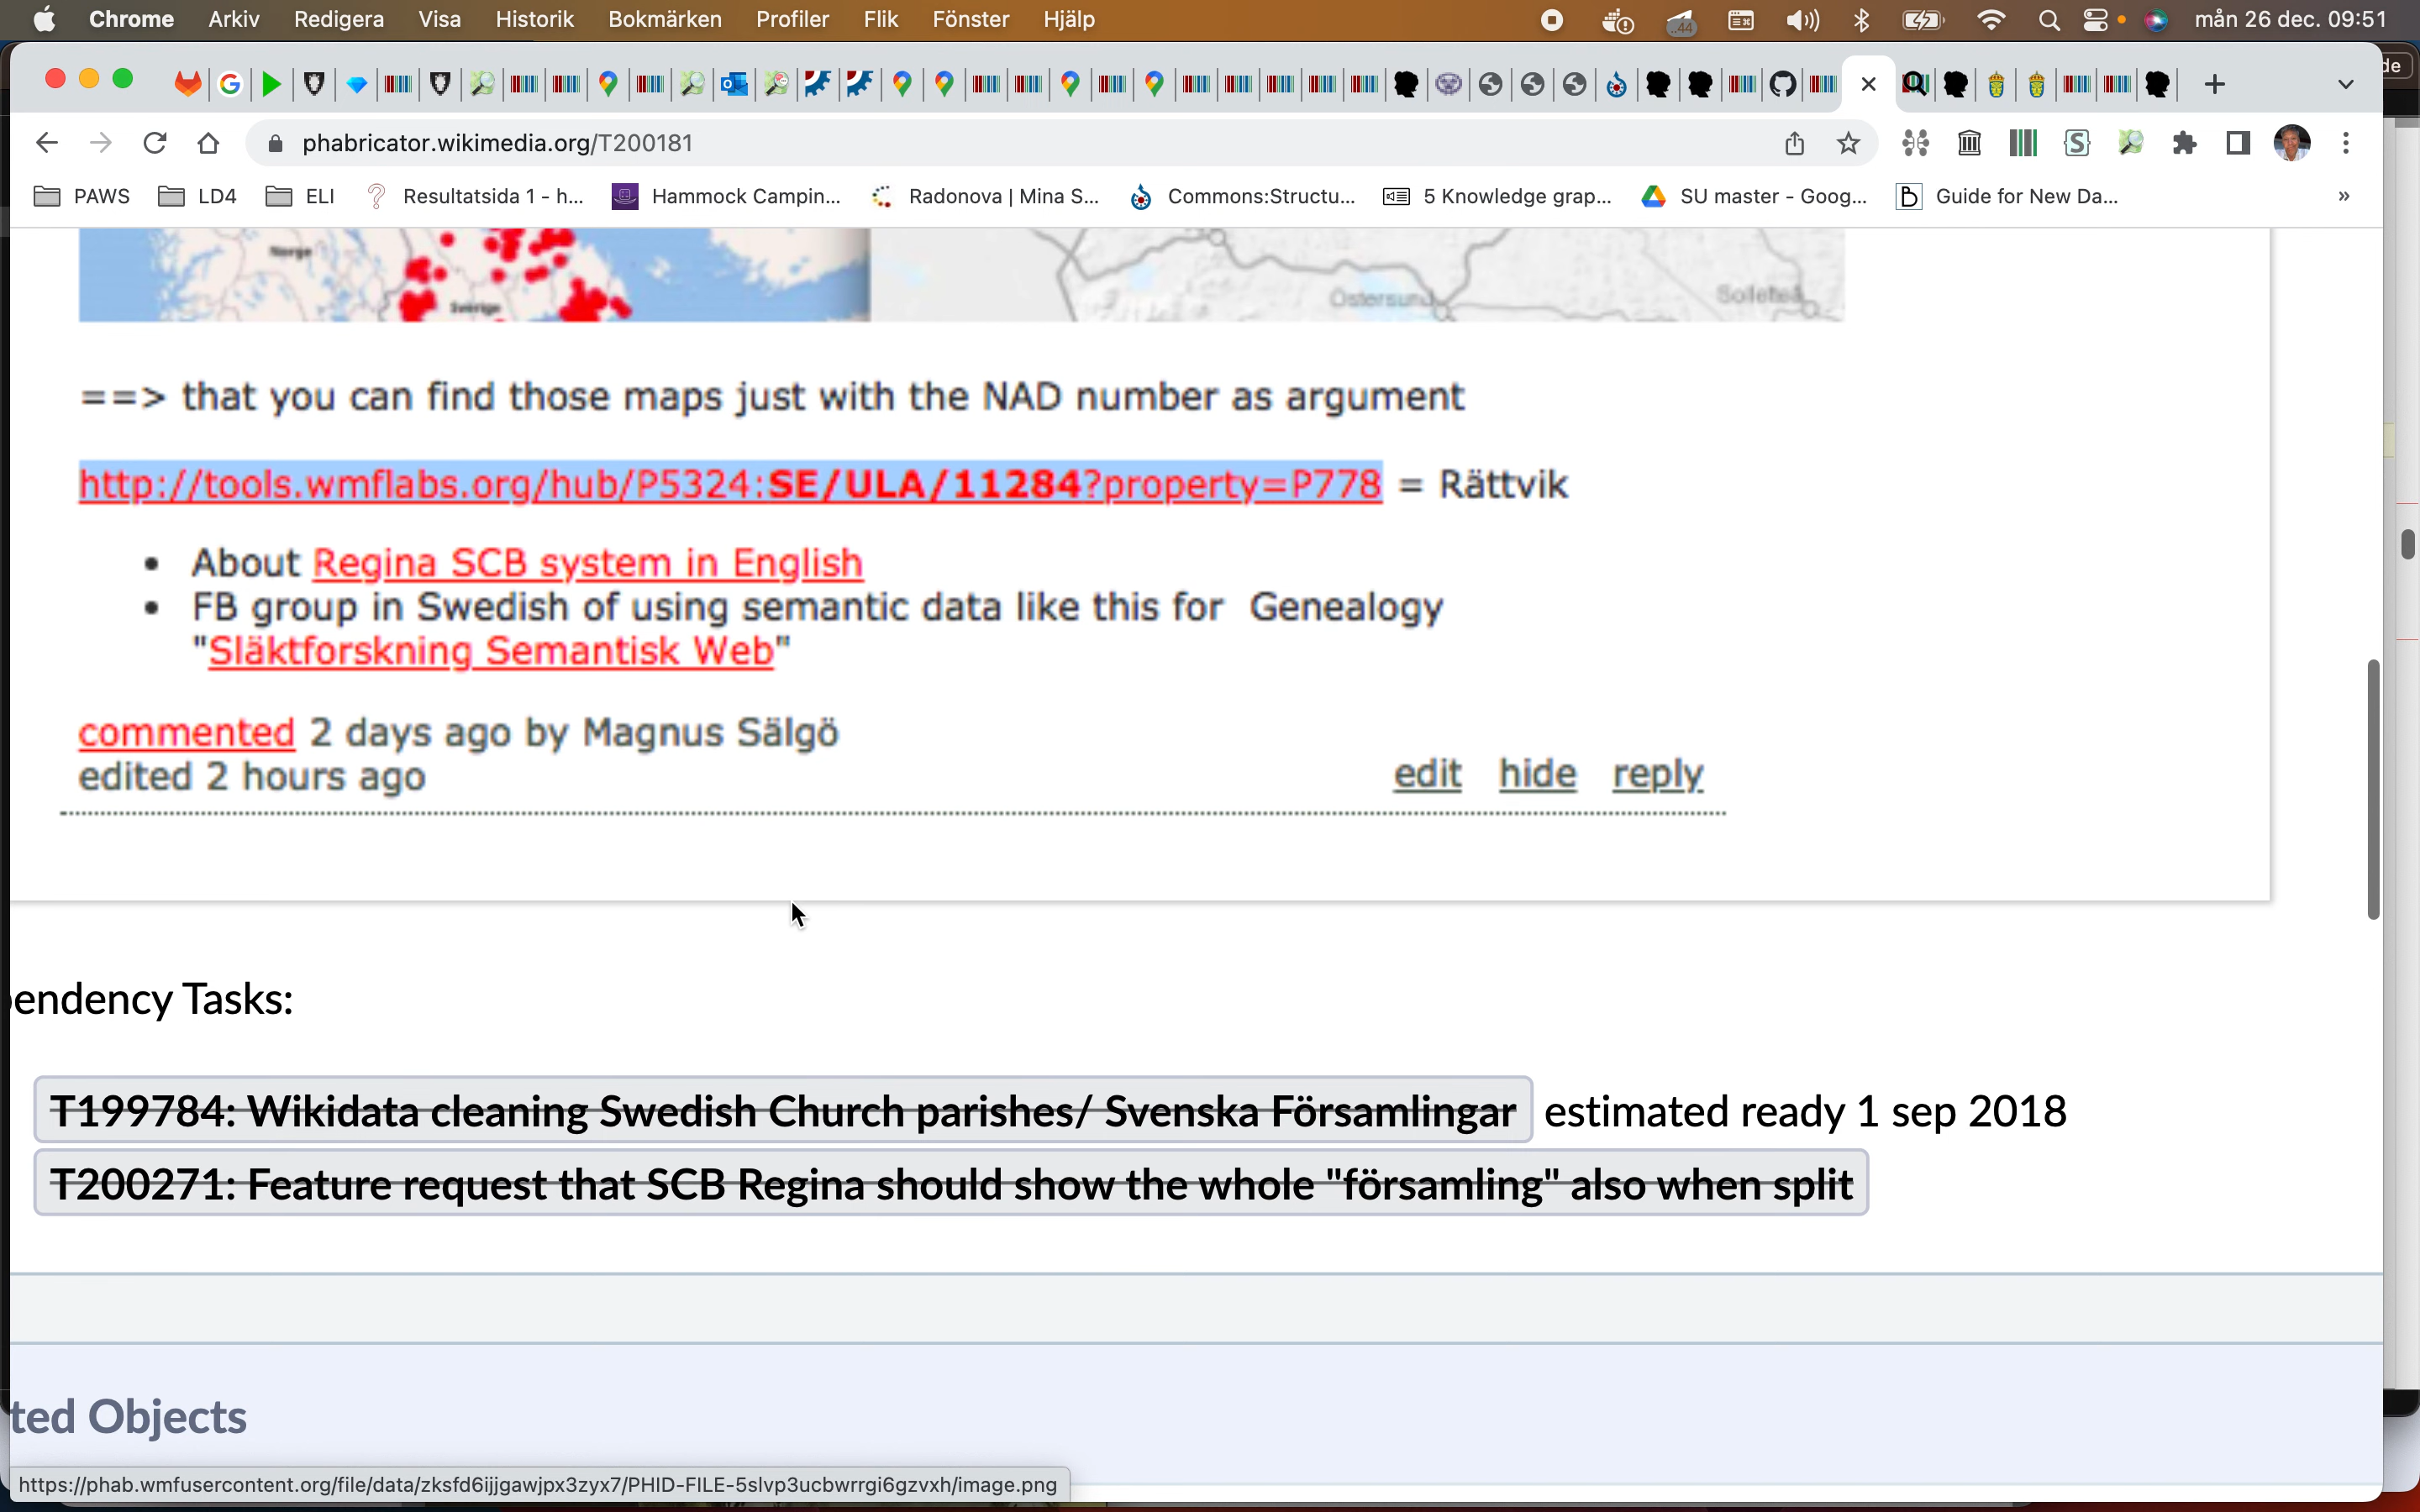 Chrome Arkiv Redigera Visa Historik Bokmärken Profiler Flik Fönster Hjälp mån 26 dec. 09:51
de
phabricator.wikimedia.org/T200181
PAWS LD4 ELI Resultatsida 1 - h... Hammock Campin... Radonova | Mina S... Commons:Structu... 5 Knowledge grap... SU master - Goog... Guide for New Da... »
Norge
Sverige
Östersund
Sollefteå
==> that you can find those maps just with the NAD number as argument
http://tools.wmflabs.org/hub/P5324:SE/ULA/11284?property=P778 = Rättvik
• About Regina SCB system in English
• FB group in Swedish of using semantic data like this for Genealogy
"Släktforskning Semantisk Web"
commented 2 days ago by Magnus Sälgö
edited 2 hours ago
edit hide reply
endency Tasks:
T199784: Wikidata cleaning Swedish Church parishes/ Svenska Församlingar estimated ready 1 sep 2018
T200271: Feature request that SCB Regina should show the whole "församling" also when split
ted Objects
https://phab.wmfusercontent.org/file/data/zksfd6ijjgawjpx3zyx7/PHID-FILE-5slvp3ucbwrrgi6gzvxh/image.png